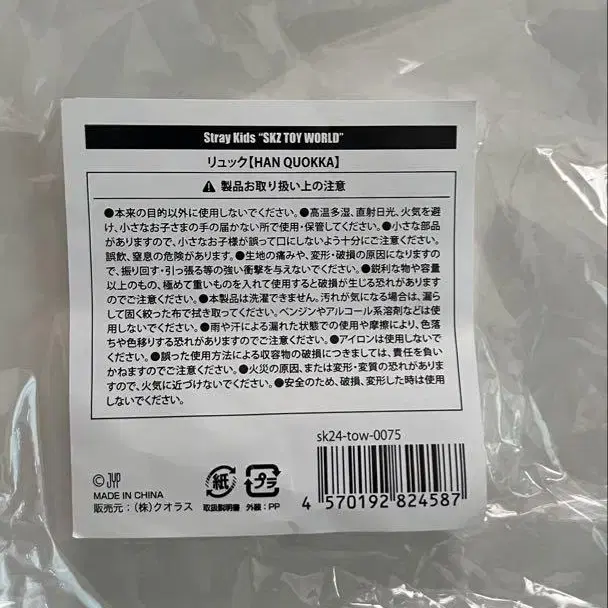 Stray Kids “SKZ TOY WORLD”
リュック【HAN QUOKKA】
⚠ 製品お取り扱い上の注意
●本来の目的以外に使用しないでください。●高温多湿、直射日光、火気を避
け、小さなお子さまの手の届かない所で使用・保管してください。●小さな部品
がありますので、小さなお子様が誤って口にしないよう十分にご注意ください。
誤飲、窒息の危険があります。●生地の痛みや、変形・破損の原因になりますの
で、振り回す・引っ張る等の強い衝撃を与えないでください。●鋭利な物や容量
以上のもの、極めて重いものを入れて使用すると破損が生じる恐れがあります
のでご注意ください。●本製品は洗濯できません。汚れが気になる場合は、濡ら
して固く絞った布で拭き取ってください。ベンジンやアルコール系溶剤などは使
用しないでください。●雨や汗による濡れた状態での使用や摩擦により、色落
ちや色移りする恐れがありますのでご注意ください。●アイロンは使用しないで
ください。●誤った使用方法による収容物の破損につきましては、責任を負い
かねますのでご了承ください。●火災の原因、または変形・変質の恐れがありま
すので、火気に近づけないでください。●安全のため、破損、変形した時は使用
しないでください。
sk24-tow-0075
© JYP
MADE IN CHINA
販売元：（株）クオラス
紙
取扱説明書
プラ
外装：PP
4 570192 824587